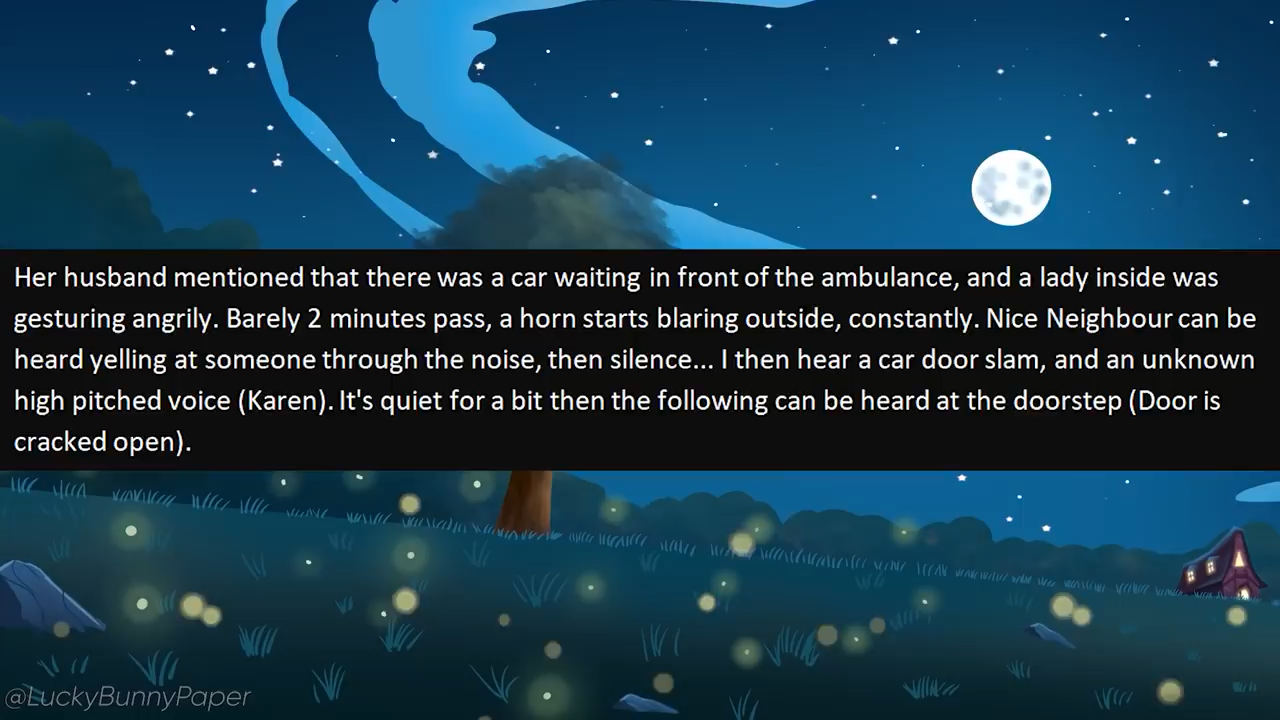 Her husband mentioned that there was a car waiting in front of the ambulance, and a lady inside was
gesturing angrily. Barely 2 minutes pass, a horn starts blaring outside, constantly. Nice Neighbour can be
heard yelling at someone through the noise, then silence... I then hear a car door slam, and an unknown
high pitched voice (Karen). It's quiet for a bit then the following can be heard at the doorstep (Door is
cracked open).
@LuckyBunnyPaper